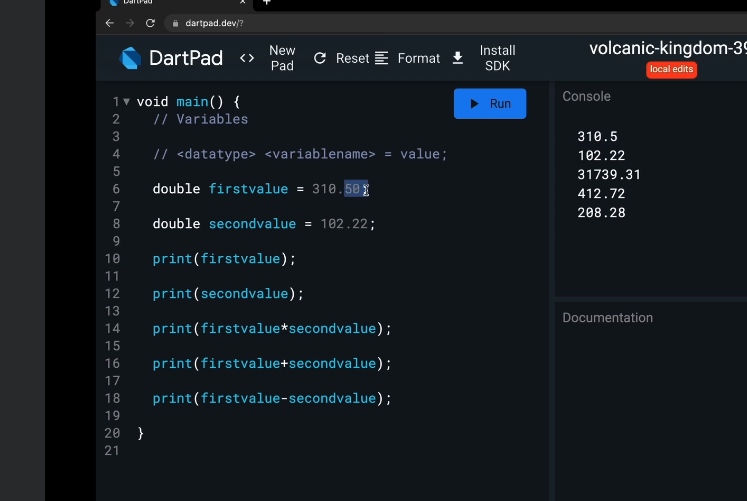 DartPad
dartpad.dev/?
DartPad
<> New Pad
Reset
Format
Install SDK
volcanic-kingdom-39
local edits
Run
1 void main() {
2 // Variables
3
4 // <datatype> <variablename> = value;
5
6 double firstvalue = 310.50;
7
8 double secondvalue = 102.22;
9
10 print(firstvalue);
11
12 print(secondvalue);
13
14 print(firstvalue*secondvalue);
15
16 print(firstvalue+secondvalue);
17
18 print(firstvalue-secondvalue);
19
20 }
21
Console
310.5
102.22
31739.31
412.72
208.28
Documentation